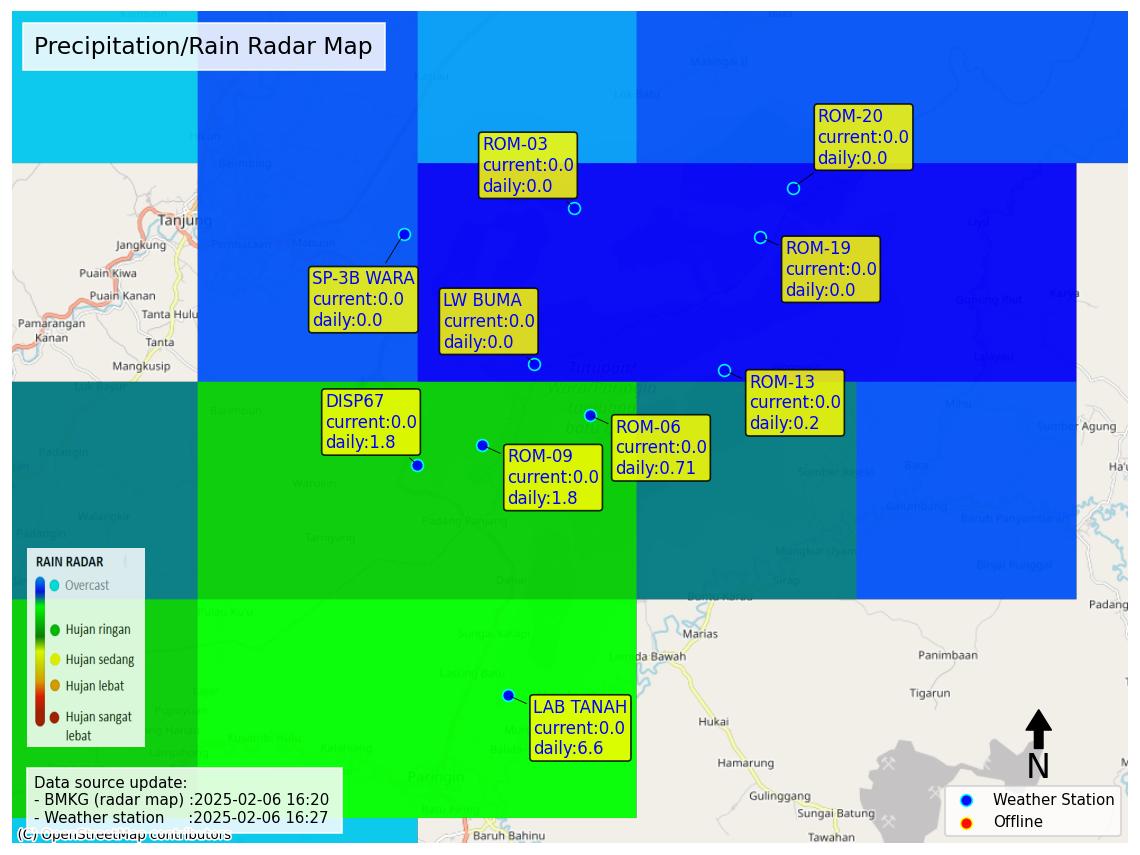 Precipitation/Rain Radar Map
ROM-20
current:0.0
daily:0.0
ROM-03
current:0.0
daily:0.0
ROM-19
current:0.0
daily:0.0
SP-3B WARA
current:0.0
daily:0.0
LW BUMA
current:0.0
daily:0.0
ROM-13
current:0.0
daily:0.2
DISP67
current:0.0
daily:1.8
ROM-06
current:0.0
daily:0.71
ROM-09
current:0.0
daily:1.8
LAB TANAH
current:0.0
daily:6.6
Tanjung
Jangkung
Puain Kiwa
Puain Kanan
Tanta Hulu
Pamarangan
Kanan
Tanta
Mangkusip
Marias
Panimbaan
Tigarun
Hukai
Hamarung
Gulinggang
Sungai Batung
Tawahan
Baruh Bahinu
Paringin
RAIN RADAR
Overcast
Hujan ringan
Hujan sedang
Hujan lebat
Hujan sangat
lebat
Data source update:
- BMKG (radar map) :2025-02-06 16:20
- Weather station :2025-02-06 16:27
(C) OpenStreetMap contributors
N
Weather Station
Offline